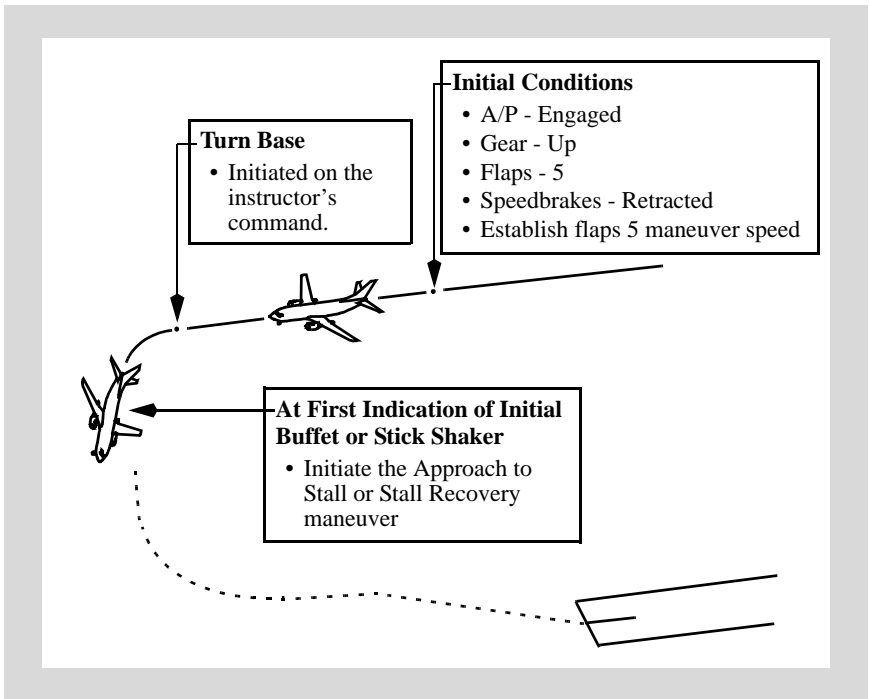 Initial Conditions
• A/P - Engaged
• Gear - Up
• Flaps - 5
• Speedbrakes - Retracted
• Establish flaps 5 maneuver speed
Turn Base
• Initiated on the
instructor’s
command.
At First Indication of Initial
Buffet or Stick Shaker
• Initiate the Approach to
Stall or Stall Recovery
maneuver